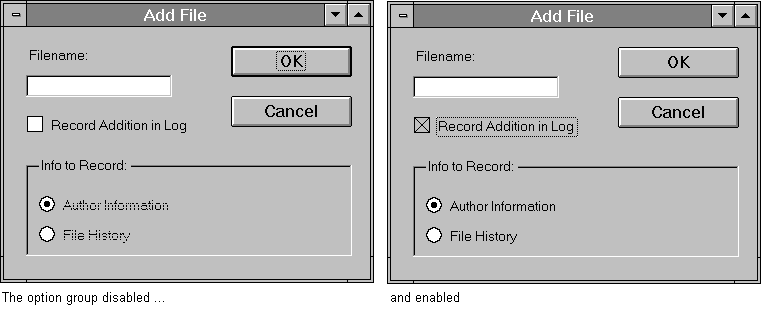 Add File
Filename:
OK
Cancel
Record Addition in Log
Info to Record:
Author Information
File History
The option group disabled ...
Add File
Filename:
OK
Cancel
Record Addition in Log
Info to Record:
Author Information
File History
and enabled